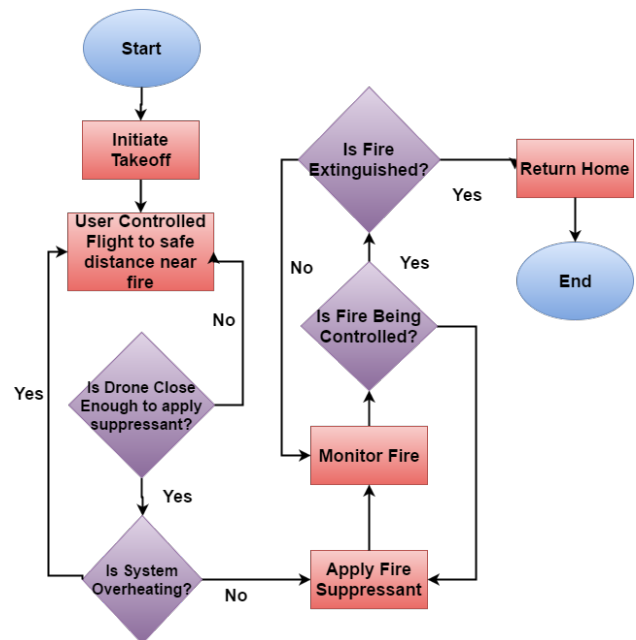 Start
Initiate
Takeoff
User Controlled
Flight to safe
distance near
fire
No
Yes
Is Drone Close
Enough to apply
suppressant?
Yes
Is System
Overheating?
No
Apply Fire
Suppressant
Monitor Fire
Is Fire Being
Controlled?
Yes
No
Is Fire
Extinguished?
Yes
Return Home
End